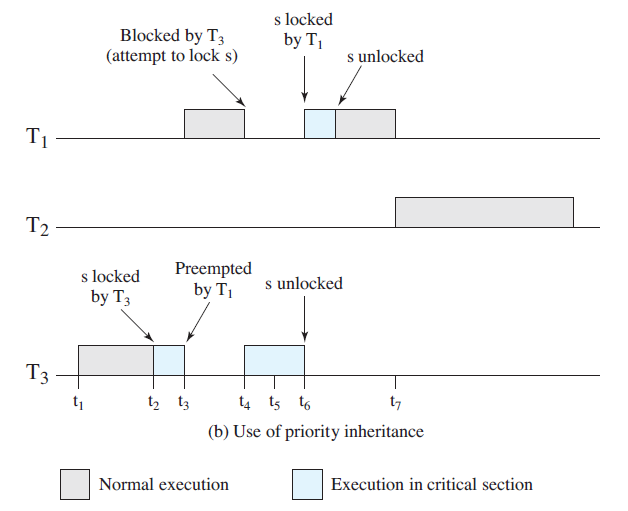 s locked
by T1
Blocked by T3
(attempt to lock s)
s unlocked
T1
T2
s locked
by T3
Preempted
by T1
s unlocked
T3
t1 t2 t3 t4 t5 t6 t7
(b) Use of priority inheritance
Normal execution
Execution in critical section